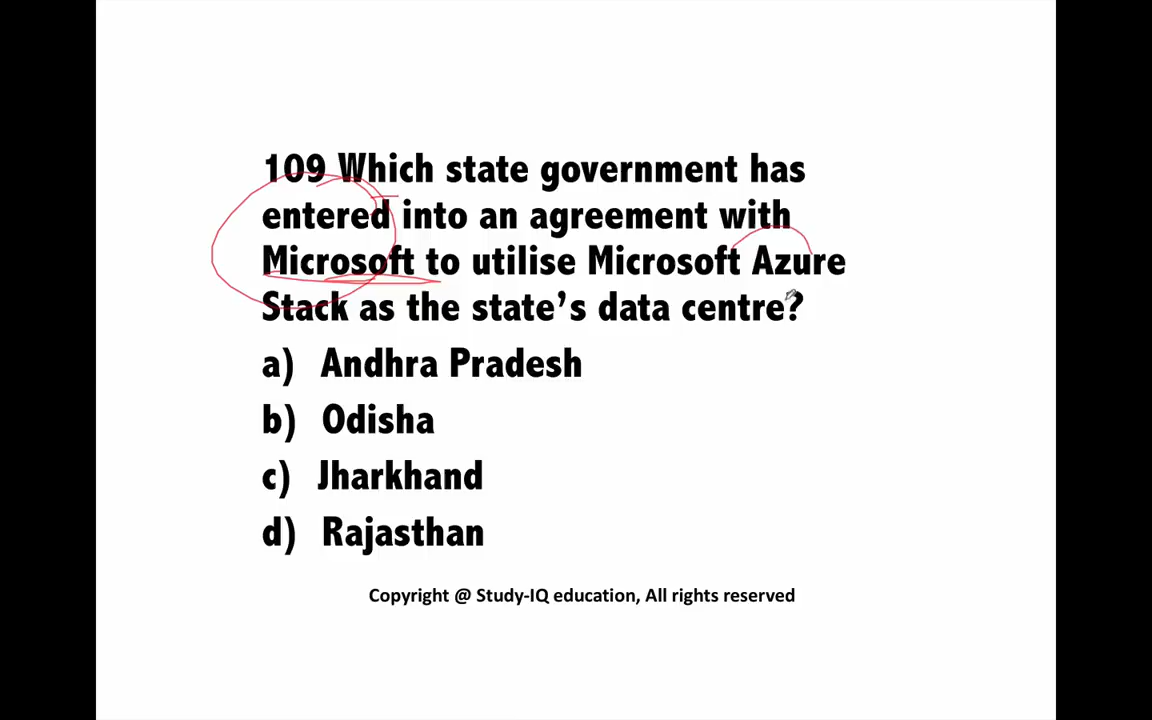 109 Which state government has
entered into an agreement with
Microsoft to utilise Microsoft Azure
Stack as the state’s data centre?
a) Andhra Pradesh
b) Odisha
c) Jharkhand
d) Rajasthan
Copyright @ Study-IQ education, All rights reserved